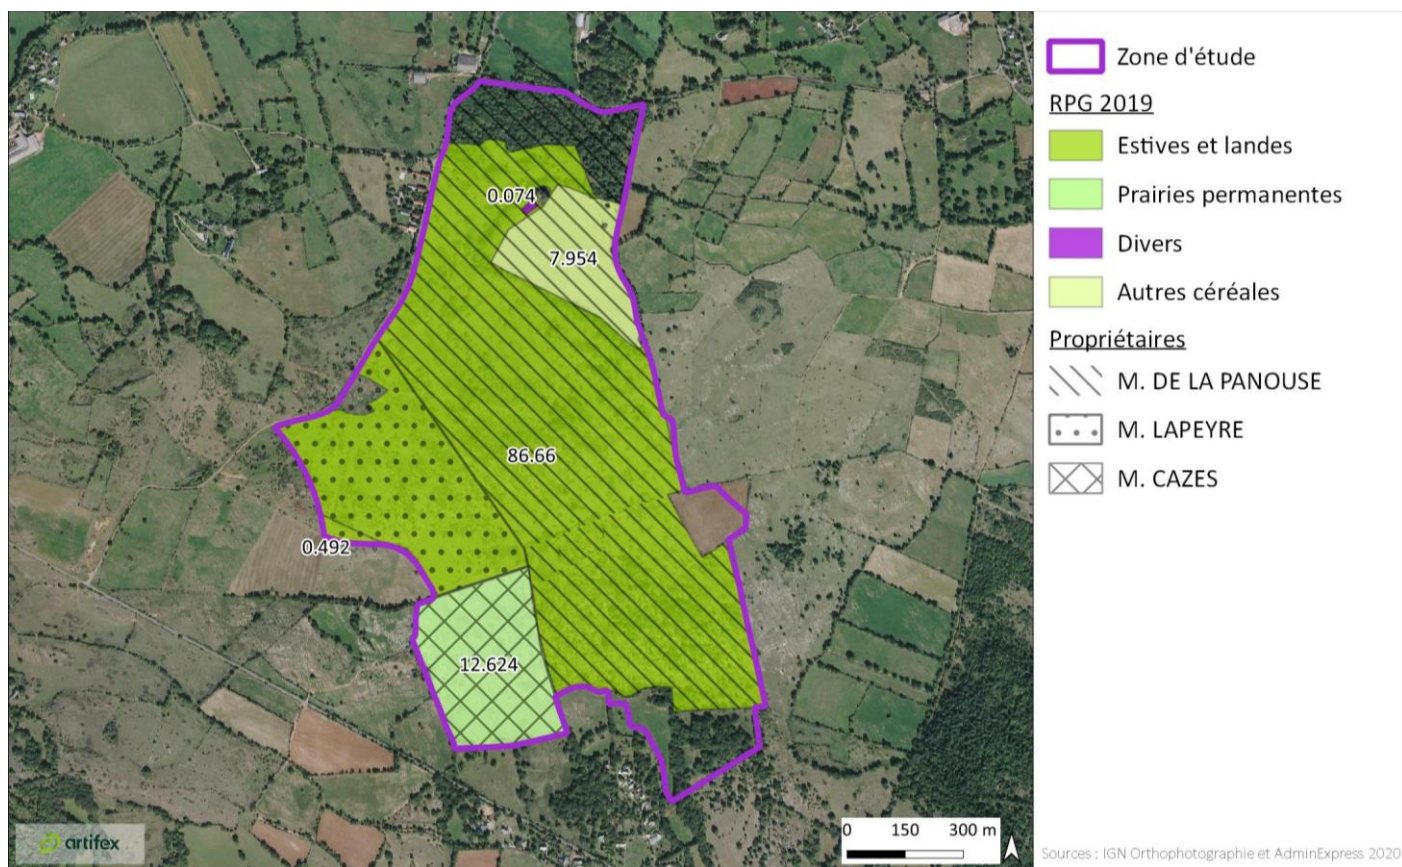 Zone d'étude
RPG 2019
Estives et landes
Prairies permanentes
Divers
Autres céréales
Propriétaires
M. DE LA PANOUSE
M. LAPEYRE
M. CAZES
0.074
7.954
86.66
0.492
12.624
artifex
0 150 300 m
Sources : IGN Orthophotographie et AdminExpress 2020